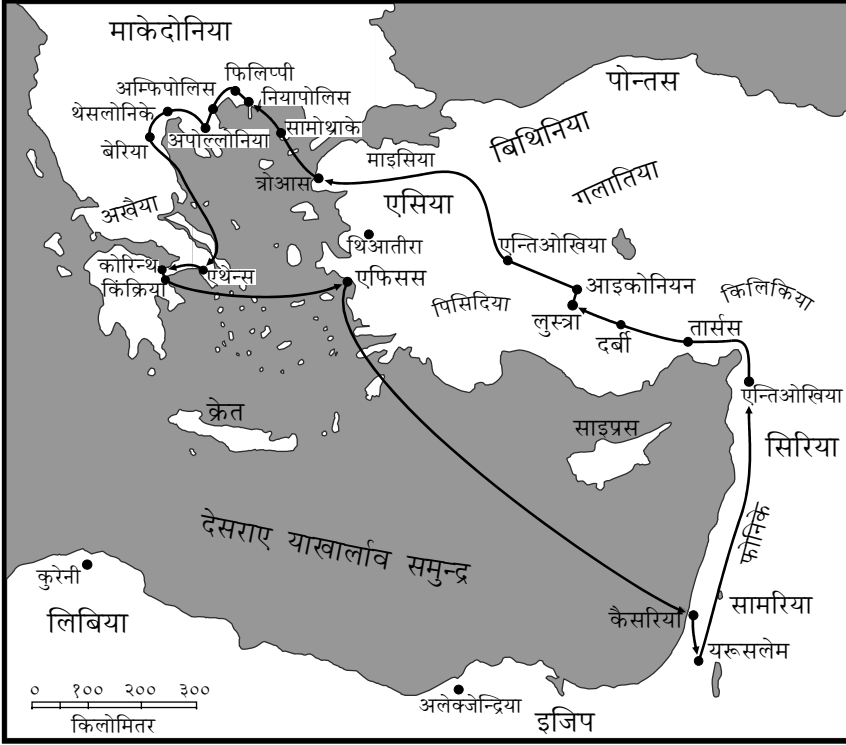 माकेदोनिया
फिलिप्पी
अम्फिपोलिस
नियापोलिस
पोन्तस
थेसलोनिके
अपोल्लोनिया
सामोथ्राके
बेरिया
बिथिनिया
माइसिया
त्रोआस
गलातिया
एसिया
अखैया
थिआतीरा
एन्तिओखिया
कोरिन्थ
एथेन्स
किंक्रिया
एफिसस
आइकोनियन
किलिकिया
पिसिदिया
लुस्त्रा
दर्बी
तार्सस
एन्तिओखिया
क्रेत
साइप्रस
सिरिया
देसराए याखार्लाव समुन्द्र
फोनिके
कुरेनी
लिबिया
कैसरिया
सामरिया
यरूसलेम
० १०० २०० ३००
किलोमितर
अलेक्जेन्द्रिया
इजिप